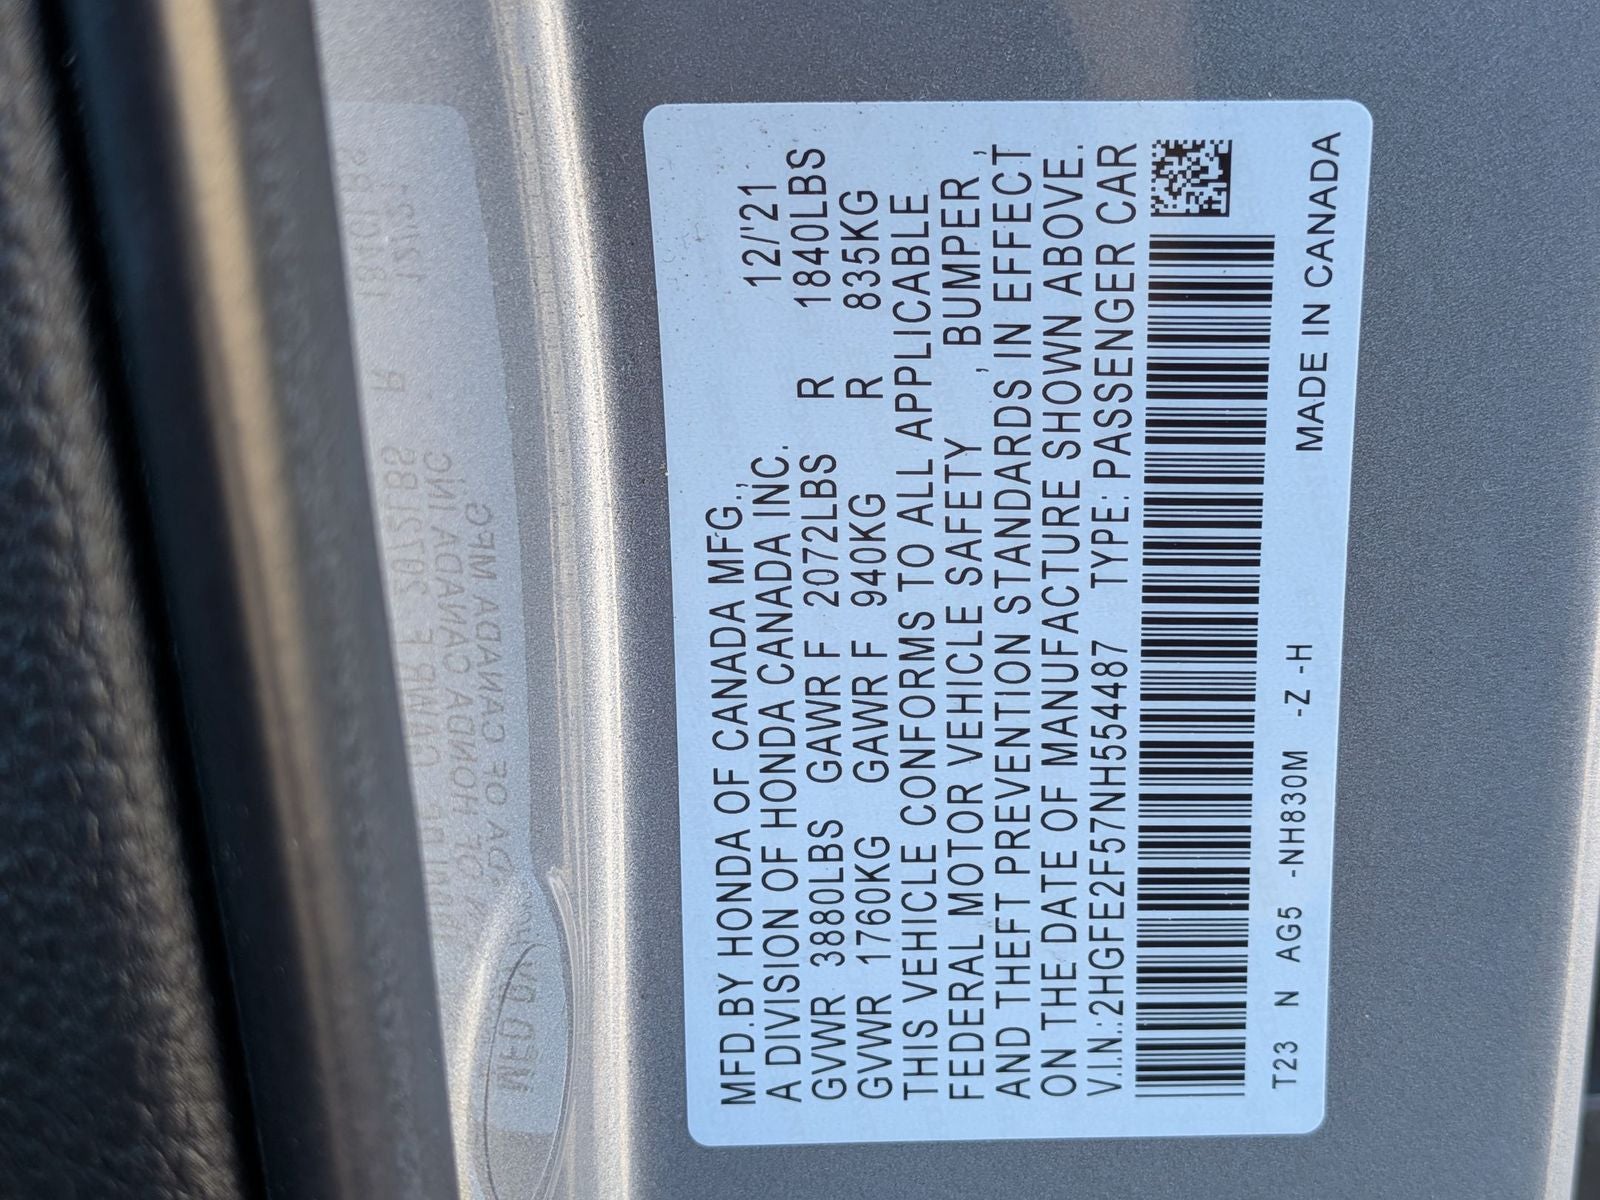 MFD.BY HONDA OF CANADA MFG.,
A DIVISION OF HONDA CANADA INC. 12/'21
GVWR 3880LBS GAWR F 2072LBS R 1840LBS
GVWR 1760KG GAWR F 940KG R 835KG
THIS VEHICLE CONFORMS TO ALL APPLICABLE
FEDERAL MOTOR VEHICLE SAFETY , BUMPER ,
AND THEFT PREVENTION STANDARDS IN EFFECT
ON THE DATE OF MANUFACTURE SHOWN ABOVE.
V.I.N.:2HGFE2F57NH554487 TYPE: PASSENGER CAR
T23 N AG5 -NH830M -Z -H MADE IN CANADA